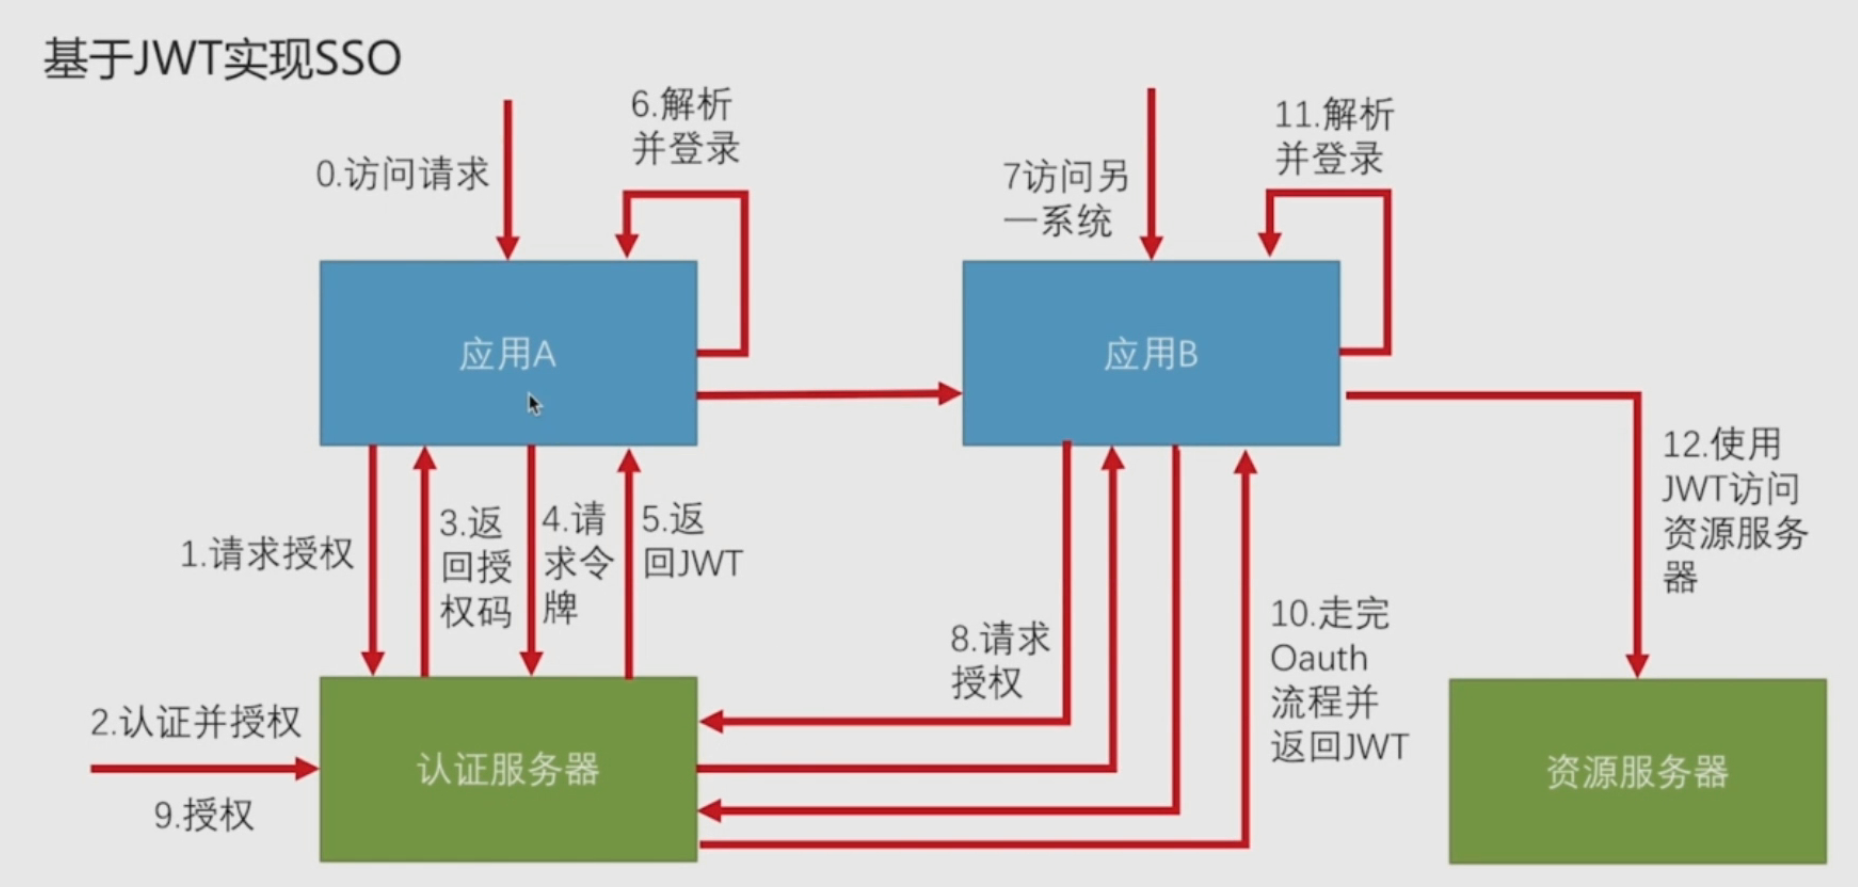 基于JWT实现SSO
0.访问请求
6.解析
并登录
7访问另
一系统
11.解析
并登录
应用A
应用B
1.请求授权
3.返
回授
权码
4.请
求令
牌
5.返
回JWT
8.请求
授权
10.走完
Oauth
流程并
返回JWT
12.使用
JWT访问
资源服务
器
2.认证并授权
9.授权
认证服务器
资源服务器